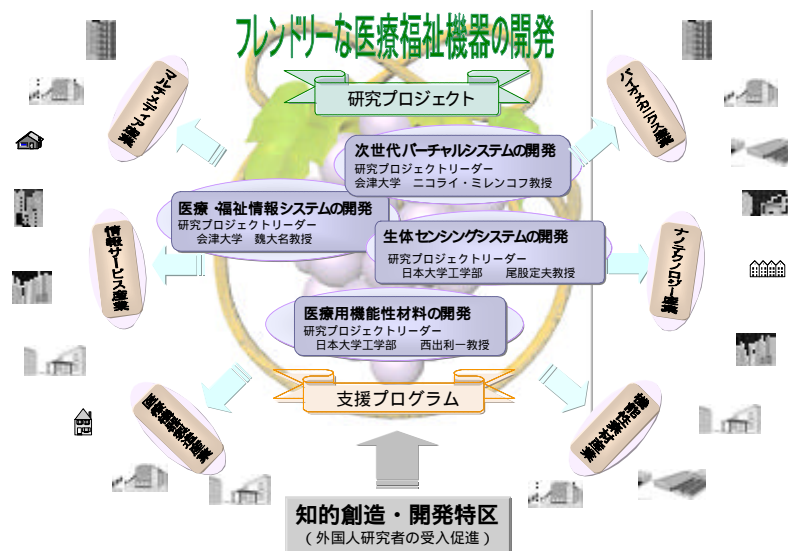 フレンドリーな医療福祉機器の開発
研究プロジェクト
マルチメディア産業
バイオメカニクス産業
次世代バーチャルシステムの開発
研究プロジェクトリーダー
会津大学 ニコライ・ミレンコフ教授
医療・福祉情報システムの開発
研究プロジェクトリーダー
会津大学 魏大名教授
生体センシングシステムの開発
研究プロジェクトリーダー
日本大学工学部 尾股定夫教授
情報サービス産業
ナノテクノロジー産業
医療用機能性材料の開発
研究プロジェクトリーダー
日本大学工学部 西出利一教授
支援プログラム
機能性素材産業
知的創造・開発特区
(外国人研究者の受入促進)